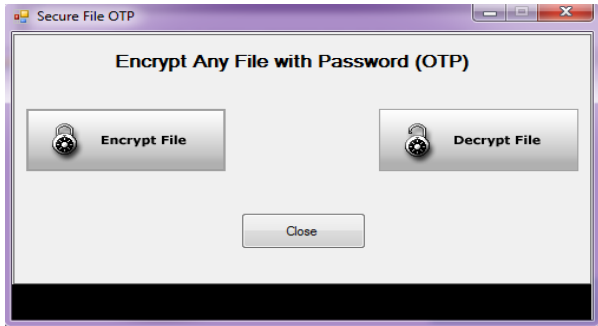 Secure File OTP
Encrypt Any File with Password (OTP)
Encrypt File
Decrypt File
Close